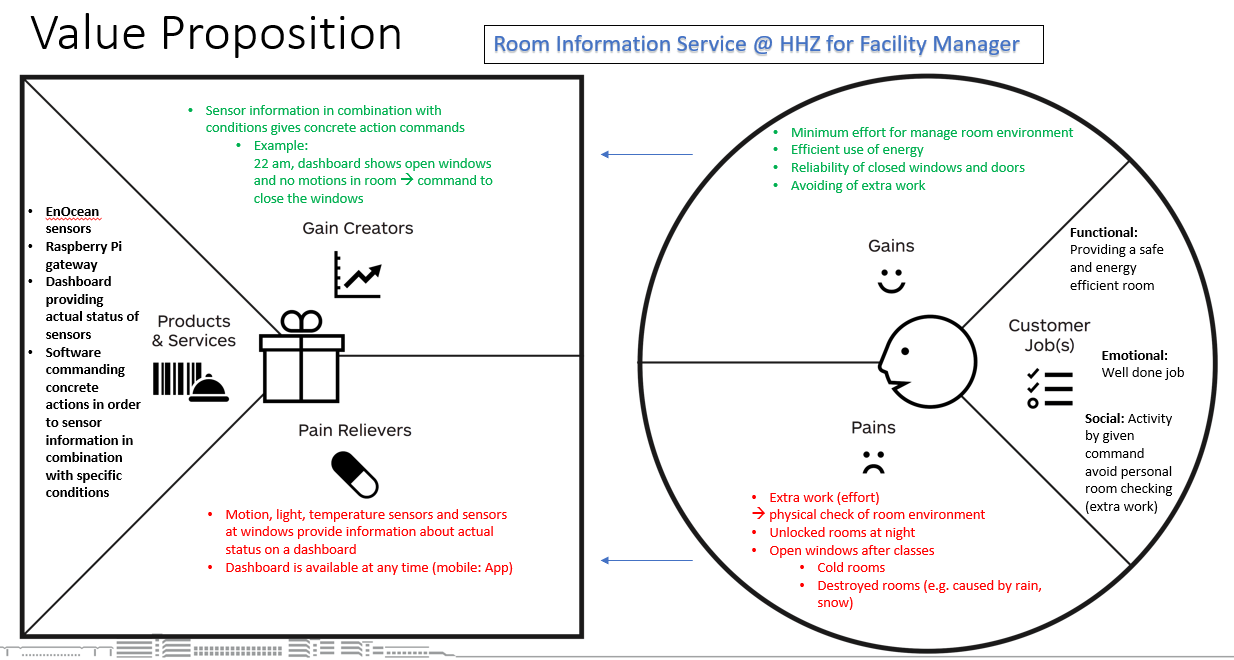 Value Proposition
Room Information Service @ HHZ for Facility Manager
• Sensor information in combination with
conditions gives concrete action commands
• Example:
22 am, dashboard shows open windows
and no motions in room → command to
close the windows
Gain Creators
• EnOcean
sensors
• Raspberry Pi
gateway
• Dashboard
providing
actual status of
sensors
• Software
commanding
concrete
actions in order
to sensor
information in
combination
with specific
conditions
Products
& Services
Pain Relievers
• Motion, light, temperature sensors and sensors
at windows provide information about actual
status on a dashboard
• Dashboard is available at any time (mobile: App)
• Minimum effort for manage room environment
• Efficient use of energy
• Reliability of closed windows and doors
• Avoiding of extra work
Gains
Functional:
Providing a safe
and energy
efficient room
Customer
Job(s)
Emotional:
Well done job
Social: Activity
by given
command
avoid personal
room checking
(extra work)
Pains
• Extra work (effort)
→ physical check of room environment
• Unlocked rooms at night
• Open windows after classes
• Cold rooms
• Destroyed rooms (e.g. caused by rain,
snow)